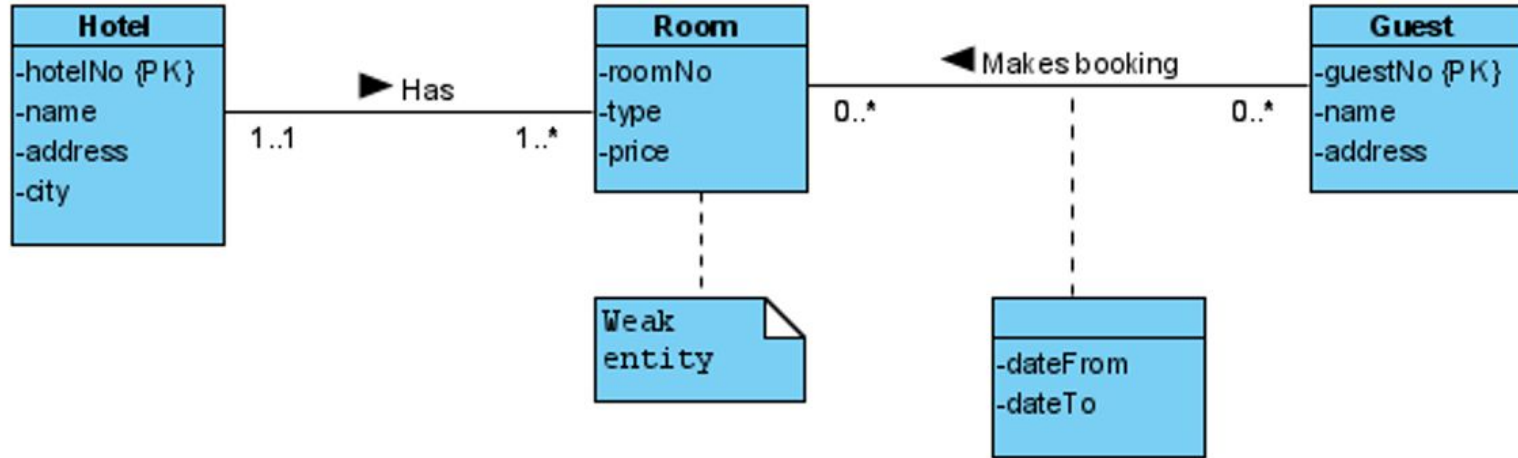 Hotel
-hotelNo {PK}
-name
-address
-city
Has
1..1
1..*
Room
-roomNo
-type
-price
Weak
entity
Makes booking
0..*
0..*
-dateFrom
-dateTo
Guest
-guestNo {PK}
-name
-address